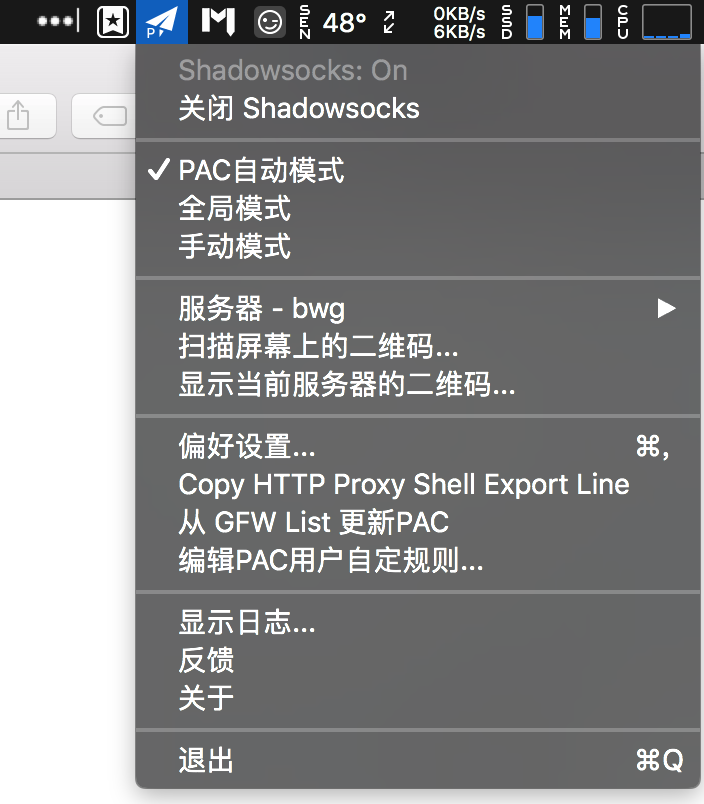 P
SEN
48°
0KB/s
6KB/s
SSD
MEM
CPU
Shadowsocks: On
关闭 Shadowsocks
✓ PAC自动模式
全局模式
手动模式
服务器 - bwg ▶
扫描屏幕上的二维码...
显示当前服务器的二维码...
偏好设置... ⌘,
Copy HTTP Proxy Shell Export Line
从 GFW List 更新PAC
编辑PAC用户自定规则...
显示日志...
反馈
关于
退出 ⌘Q